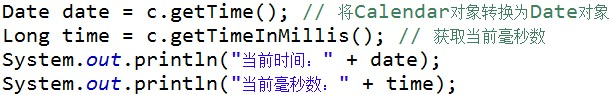 Date date = c.getTime(); // 将Calendar对象转换为Date对象
Long time = c.getTimeInMillis(); // 获取当前毫秒数
System.out.println("当前时间：" + date);
System.out.println("当前毫秒数：" + time);